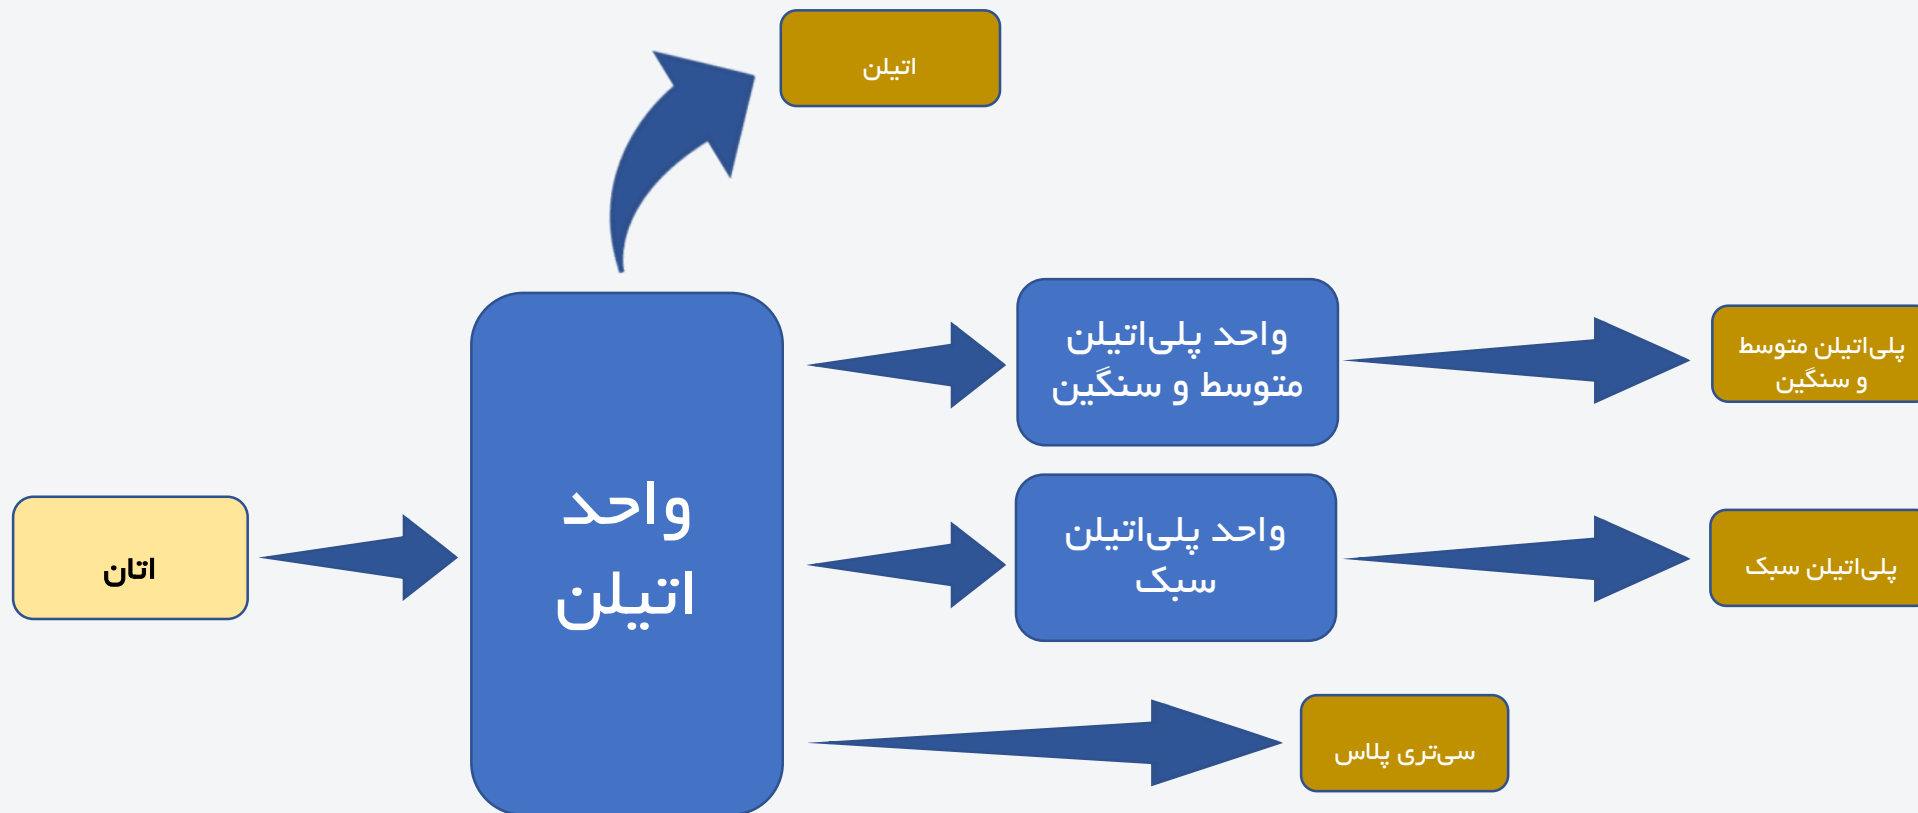 اتیلن
واحد پلی‌اتیلن
متوسط و سنگین
پلی‌اتیلن متوسط
و سنگین
اتان
واحد
اتیلن
واحد پلی‌اتیلن
سبک
پلی‌اتیلن سبک
سی‌تری پلاس